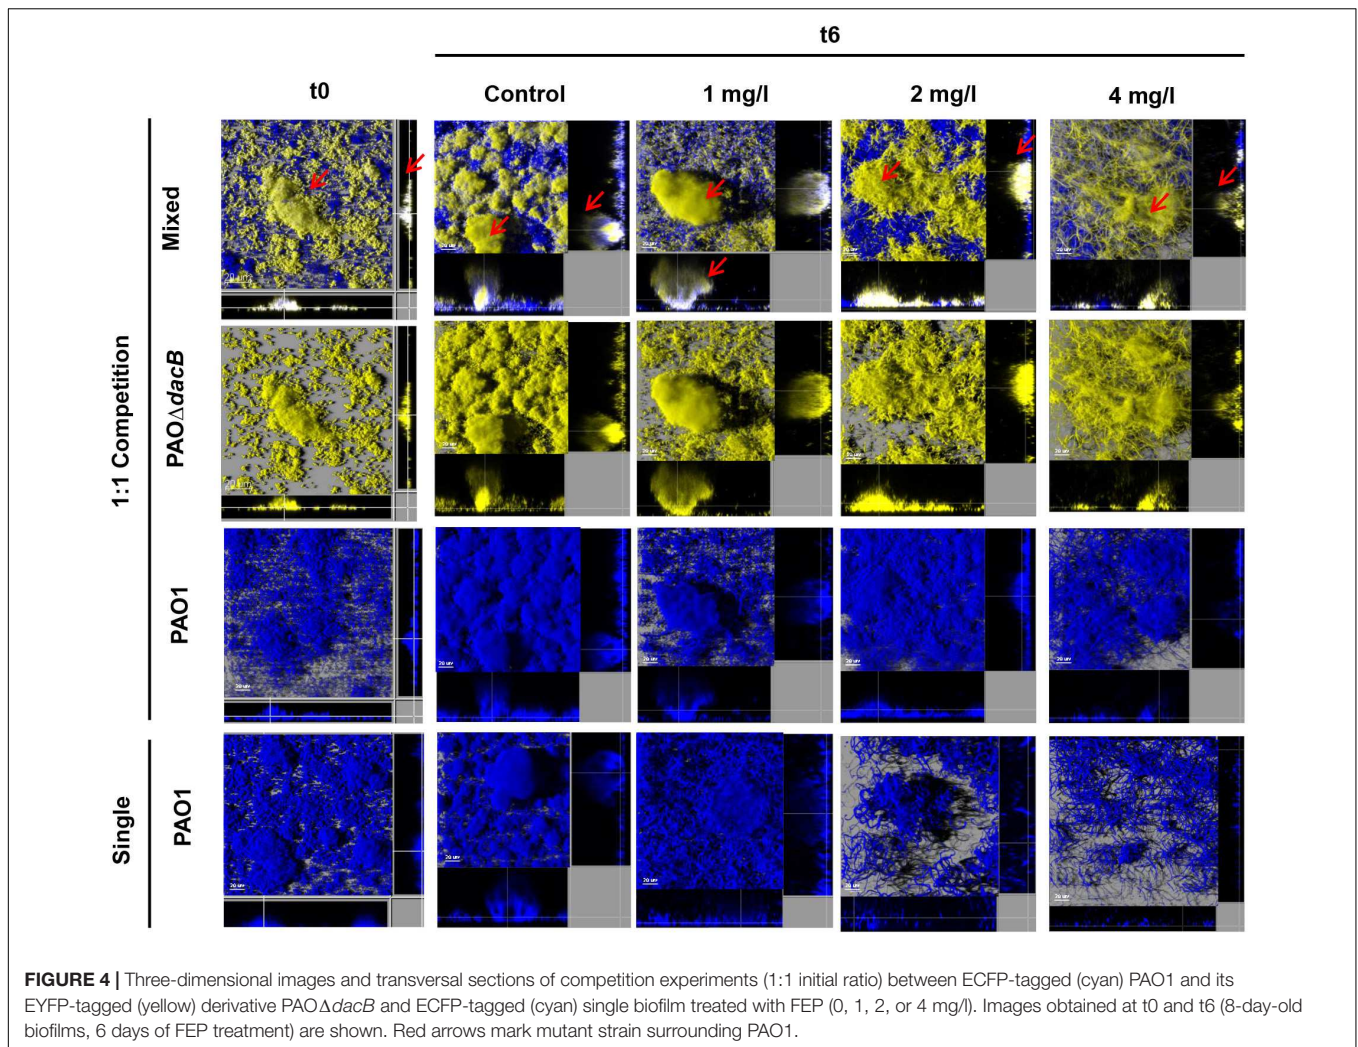 t6
t0 Control 1 mg/l 2 mg/l 4 mg/l
1:1 Competition
Mixed
PAOΔdacB
PAO1
Single
PAO1
FIGURE 4 | Three-dimensional images and transversal sections of competition experiments (1:1 initial ratio) between ECFP-tagged (cyan) PAO1 and its
EYFP-tagged (yellow) derivative PAOΔdacB and ECFP-tagged (cyan) single biofilm treated with FEP (0, 1, 2, or 4 mg/l). Images obtained at t0 and t6 (8-day-old
biofilms, 6 days of FEP treatment) are shown. Red arrows mark mutant strain surrounding PAO1.